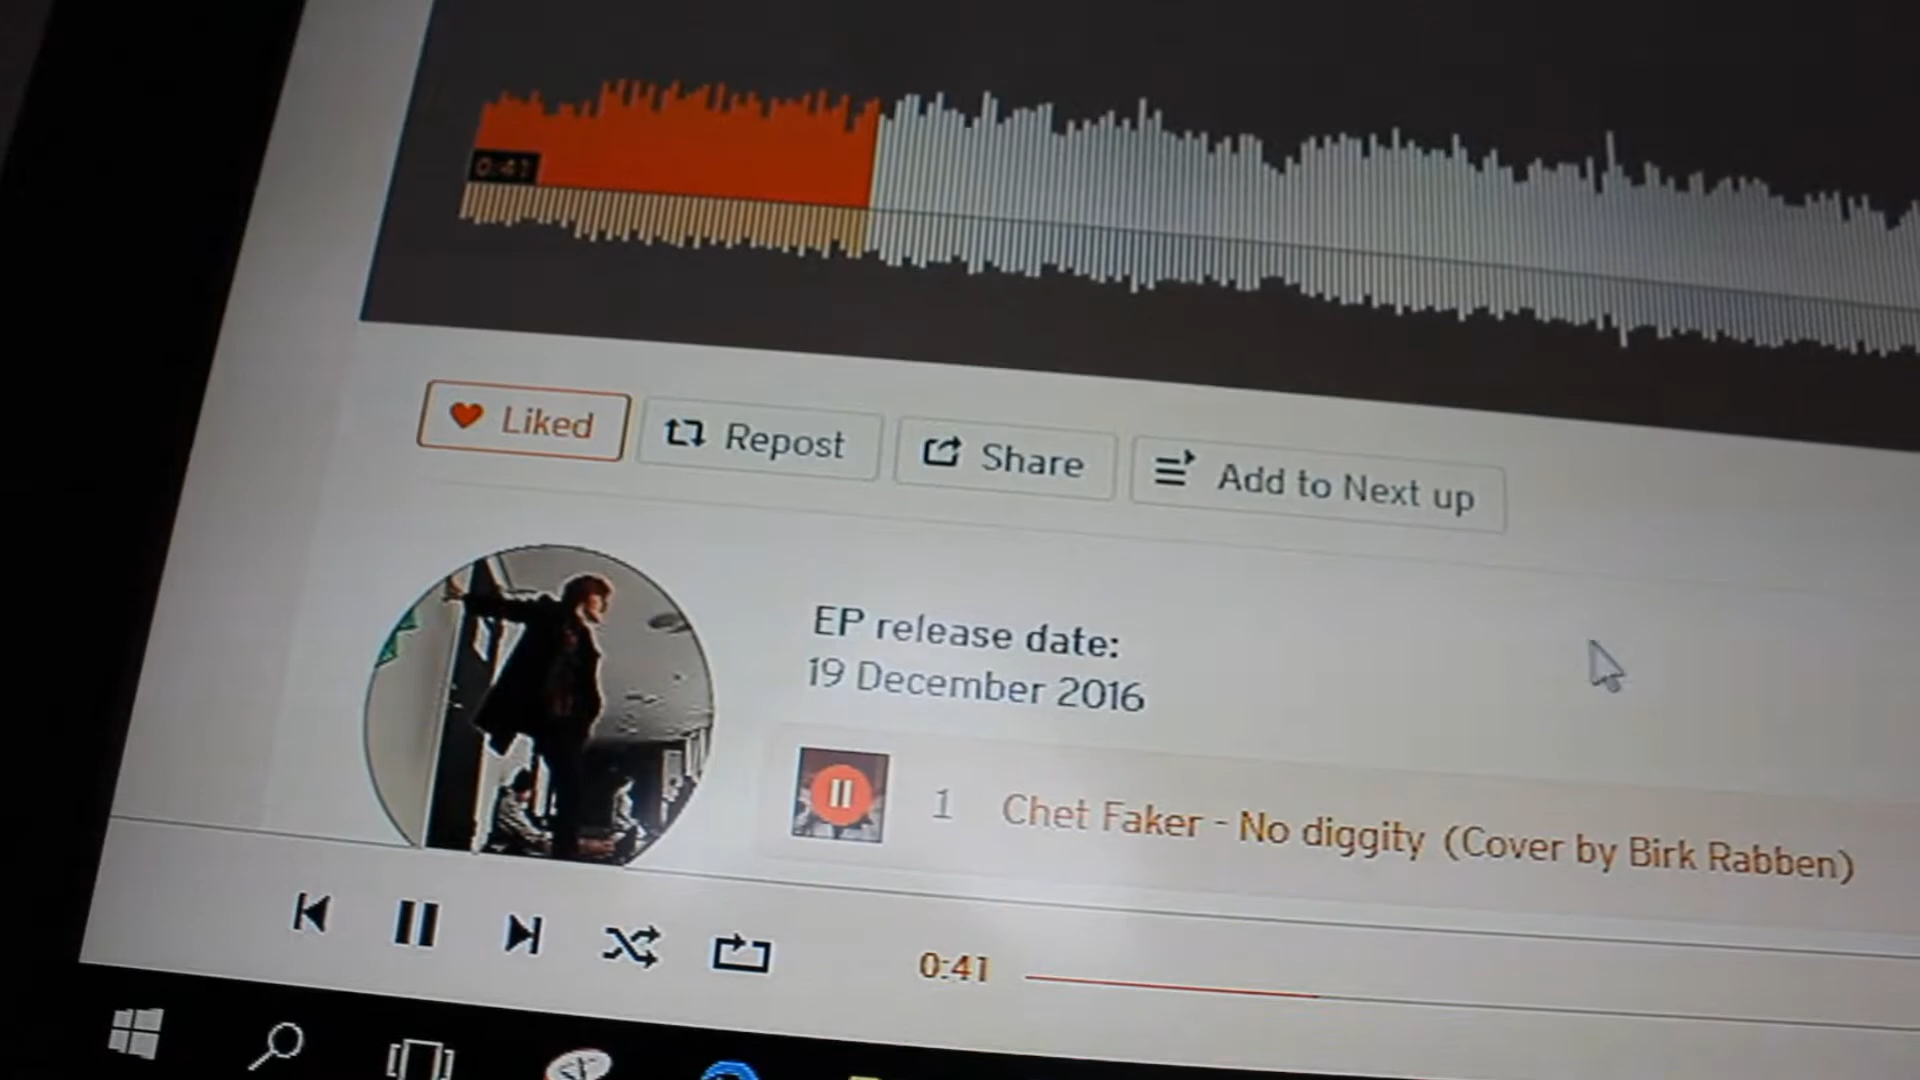 0:41
Liked
Repost
Share
Add to Next up
EP release date:
19 December 2016
1
Chet Faker - No diggity (Cover by Birk Rabben)
0:41